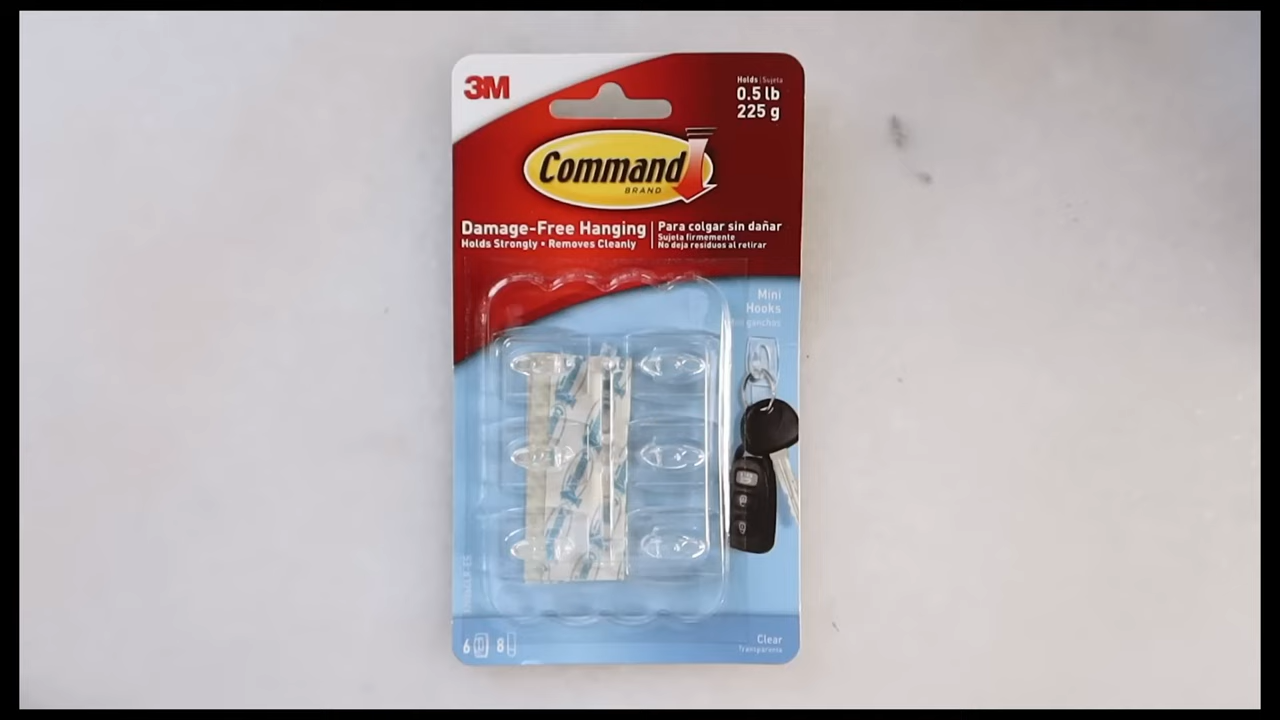 3M
Holds | Sujeta
0.5 lb
225 g
Command
BRAND
Damage-Free Hanging
Holds Strongly • Removes Cleanly
Para colgar sin dañar
Sujeta firmemente
No deja residuos al retirar
Mini
Hooks
Mini ganchos
6 8
Clear
Transparente